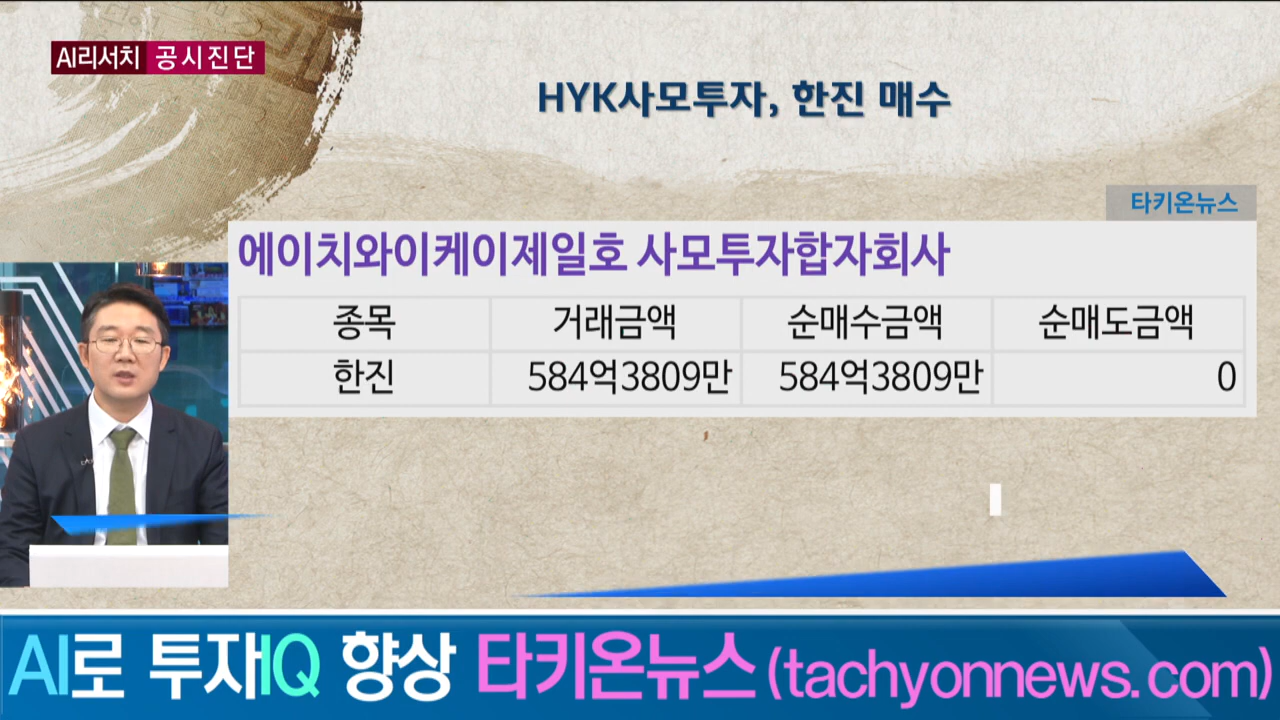 AI리서치 공시진단
HYK사모투자, 한진 매수
타키온뉴스
에이치와이케이제일호 사모투자합자회사
종목 거래금액 순매수금액 순매도금액
한진 584억3809만 584억3809만 0
AI로 투자IQ 향상 타키온뉴스(tachyonnews.com)